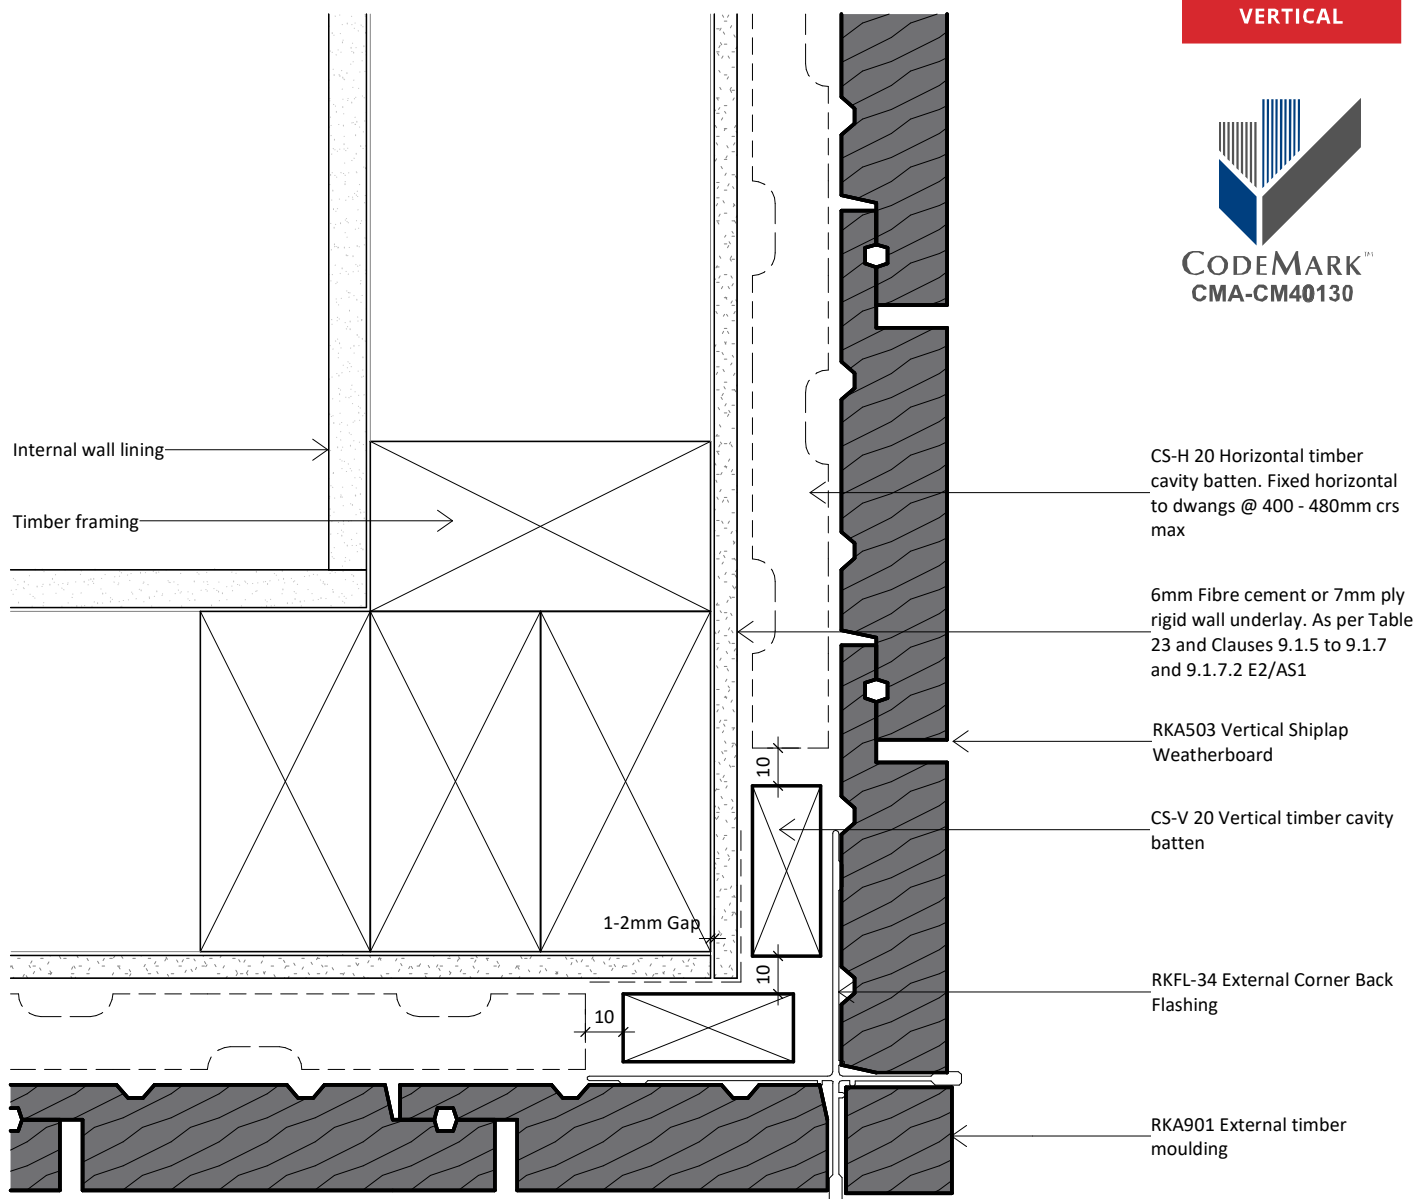 VERTICAL
CODEMARK™
CMA-CM40130
Internal wall lining
Timber framing
CS-H 20 Horizontal timber
cavity batten. Fixed horizontal
to dwangs @ 400 - 480mm crs
max
6mm Fibre cement or 7mm ply
rigid wall underlay. As per Table
23 and Clauses 9.1.5 to 9.1.7
and 9.1.7.2 E2/AS1
RKA503 Vertical Shiplap
Weatherboard
10
CS-V 20 Vertical timber cavity
batten
1-2mm Gap
10
RKFL-34 External Corner Back
Flashing
10
RKA901 External timber
moulding